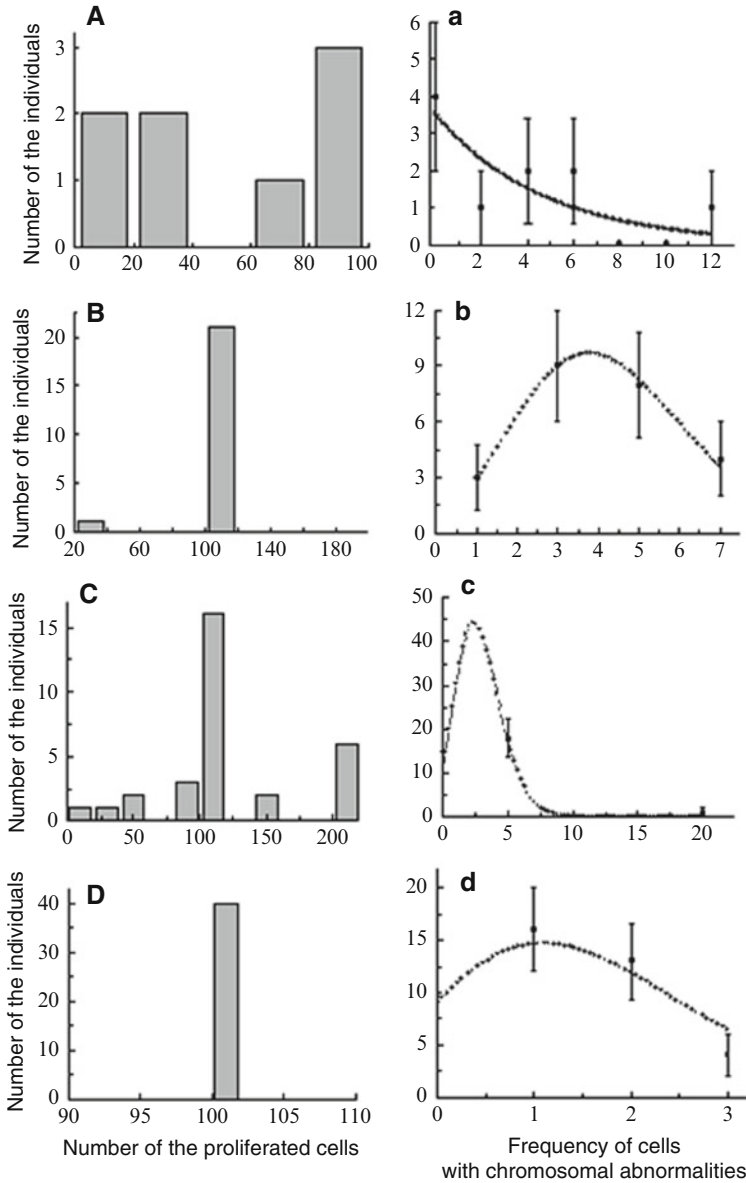 A
Number of the individuals
3
2
1
0
0 20 40 60 80 100
a
6
5
4
3
2
1
0
0 2 4 6 8 10 12
B
Number of the individuals
20
15
10
5
0
20 60 100 140 180
b
12
9
6
3
0
0 1 2 3 4 5 6 7
C
Number of the individuals
15
10
5
0
0 50 100 150 200
c
50
40
30
20
10
0
0 5 10 15 20
D
Number of the individuals
40
30
20
10
0
90 95 100 105 110
Number of the proliferated cells
d
20
15
10
5
0
0 1 2 3
Frequency of cells
with chromosomal abnormalities